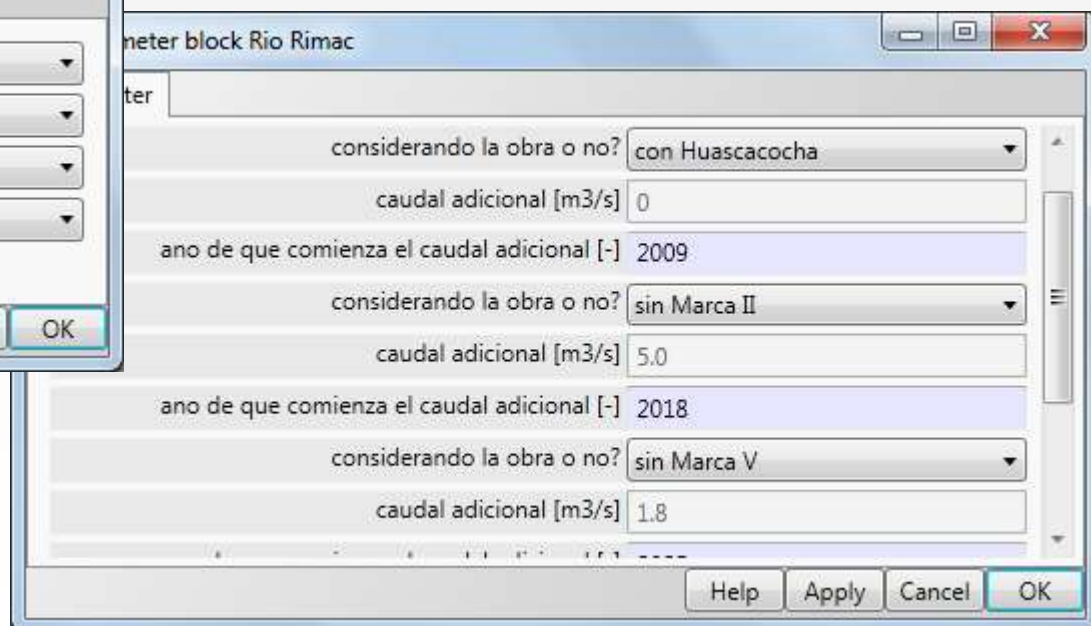 meter block Rio Rimac
ter
considerando la obra o no? con Huascacocha
caudal adicional [m3/s] 0
ano de que comienza el caudal adicional [-] 2009
considerando la obra o no? sin Marca II
caudal adicional [m3/s] 5.0
ano de que comienza el caudal adicional [-] 2018
considerando la obra o no? sin Marca V
caudal adicional [m3/s] 1.8
Help Apply Cancel OK
OK